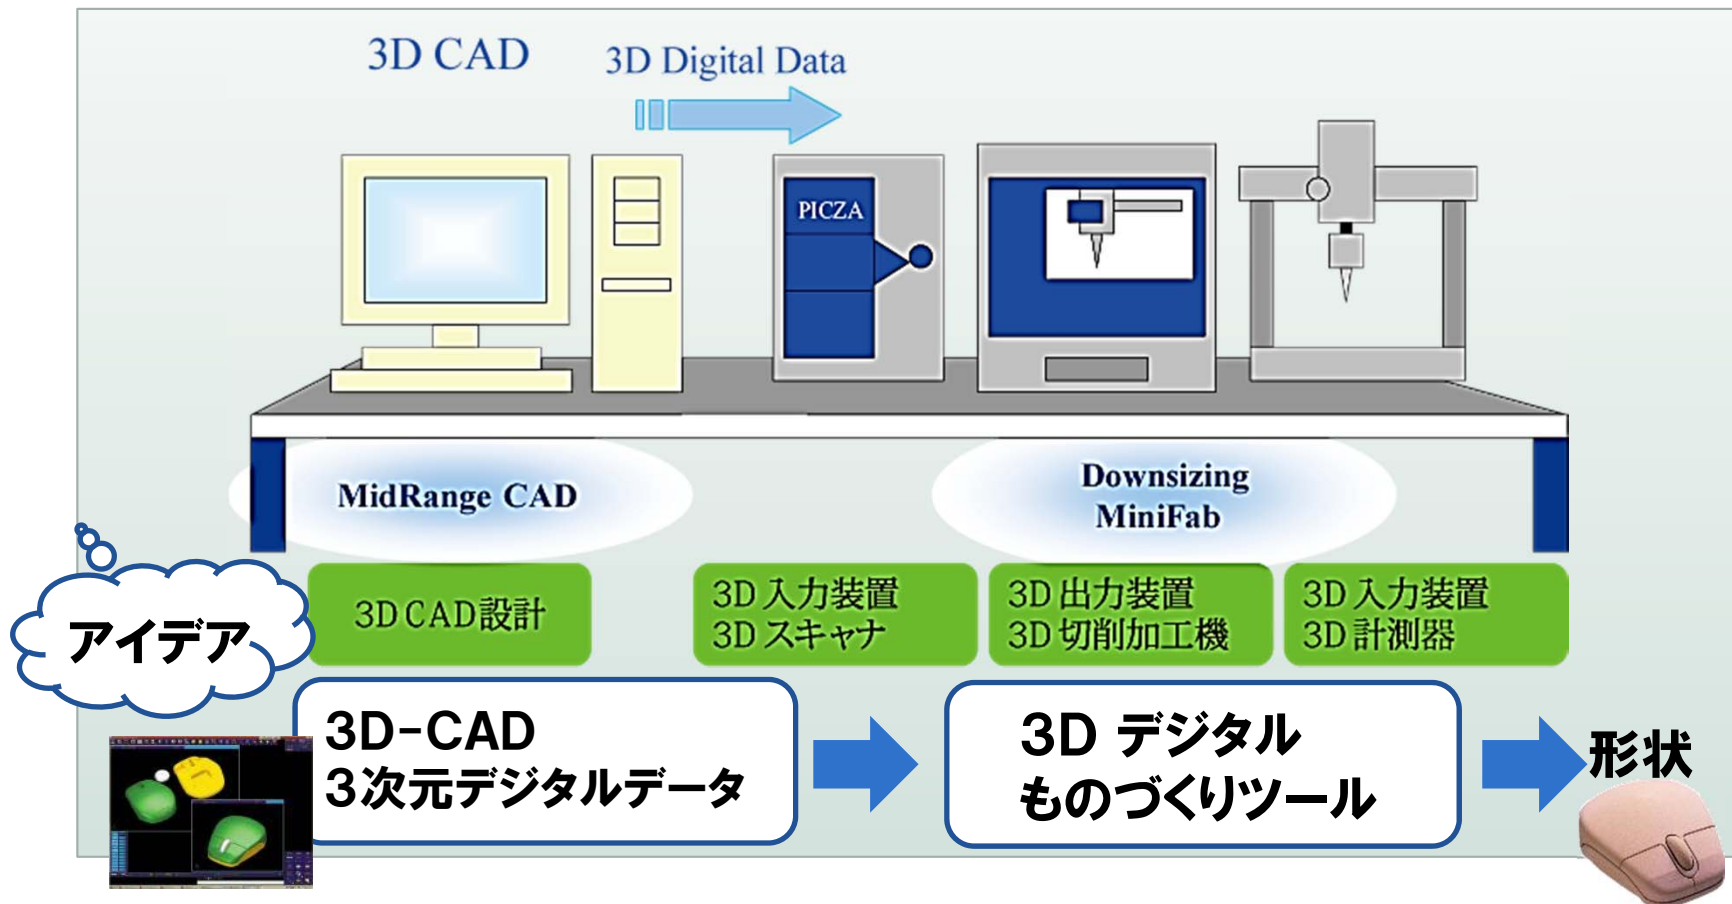 3D CAD
3D Digital Data
PICZA
MidRange CAD
Downsizing
MiniFab
アイデア
3D CAD設計
3D 入力装置
3D スキャナ
3D 出力装置
3D 切削加工機
3D 入力装置
3D 計測器
3D-CAD
3次元デジタルデータ
3D デジタル
ものづくりツール
形状